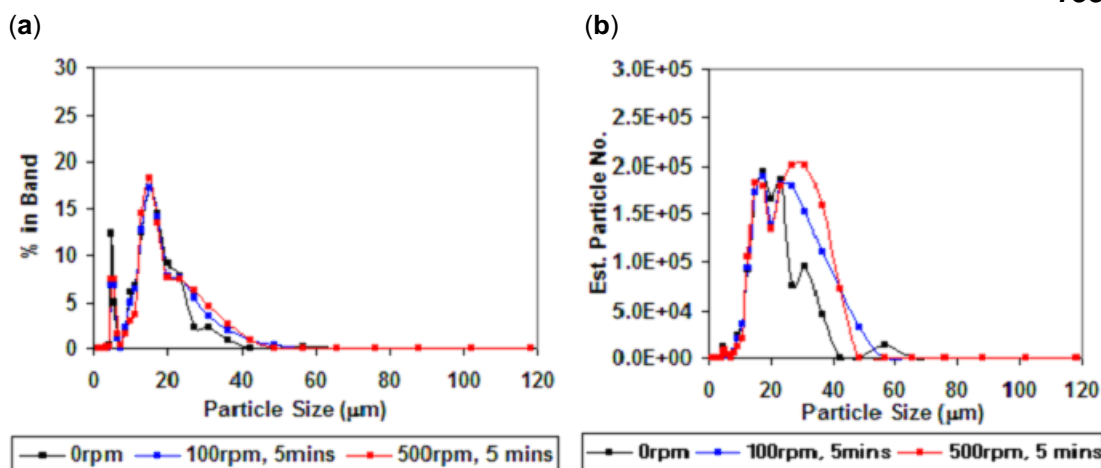 (a)
(b)
30
25
20
15
10
5
0
% in Band
0 20 40 60 80 100 120
Particle Size (µm)
0rpm 100rpm, 5mins 500rpm, 5 mins
3.0E+05
2.5E+05
2.0E+05
1.5E+05
1.0E+05
5.0E+04
0.0E+00
Est. Particle No.
0 20 40 60 80 100 120
Particle Size (µm)
0rpm 100rpm, 5mins 500rpm, 5 mins